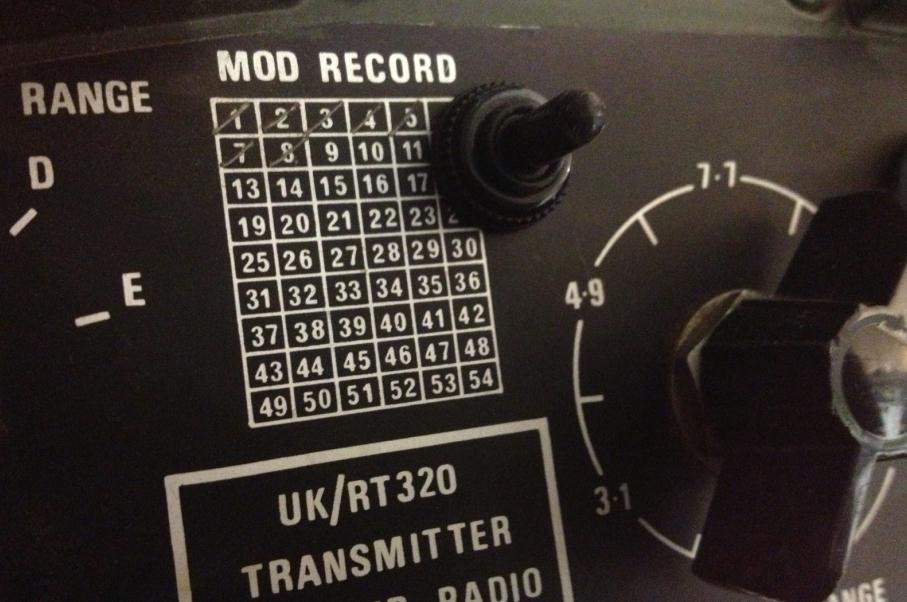 MOD RECORD
RANGE
D
E
1 2 3 4 5
7 8 9 10 11
13 14 15 16 17
19 20 21 22 23
25 26 27 28 29 30
31 32 33 34 35 36
37 38 39 40 41 42
43 44 45 46 47 48
49 50 51 52 53 54
7·7
4·9
3·1
UK/RT320
TRANSMITTER
RADIO